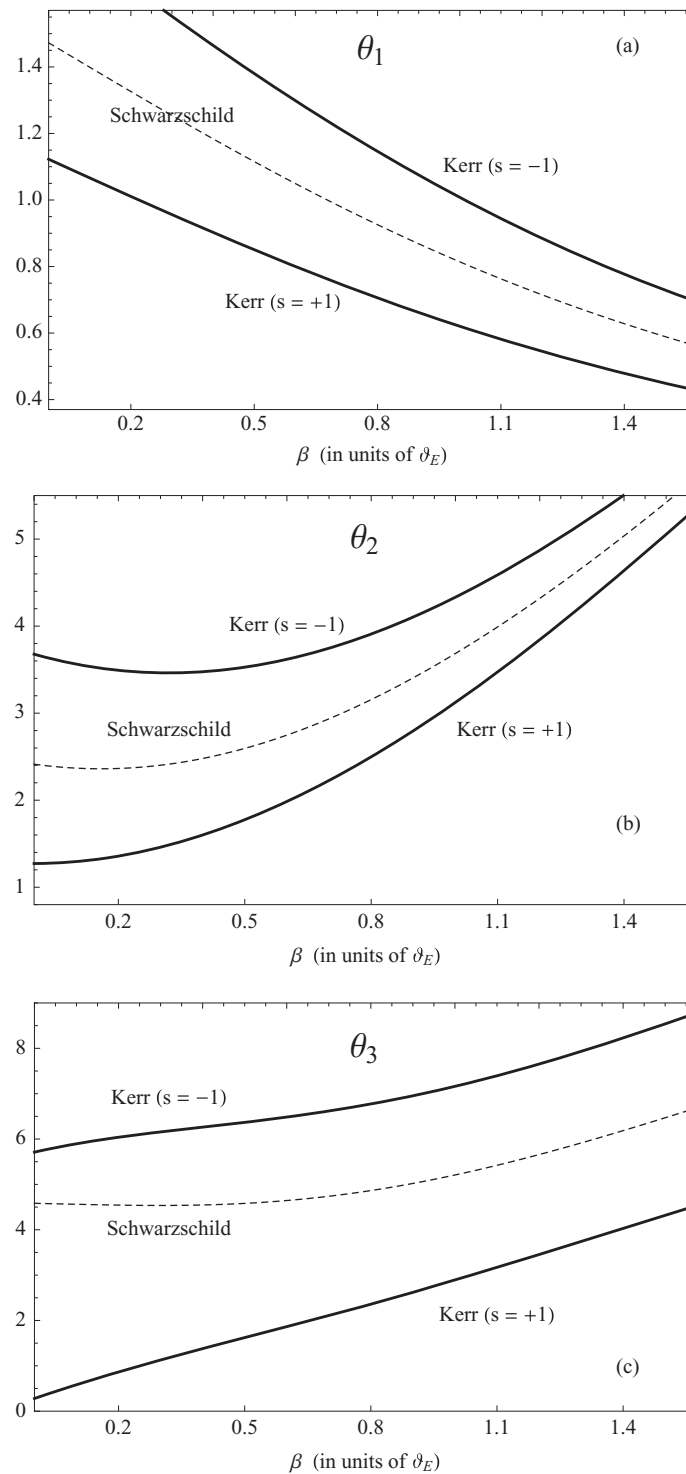 θ1
(a)
1.4
Schwarzschild
1.2
Kerr (s = −1)
1.0
0.8
Kerr (s = +1)
0.6
0.4
0.2 0.5 0.8 1.1 1.4
β (in units of ϑE)
θ2
5
Kerr (s = −1)
4
3
Schwarzschild
Kerr (s = +1)
2
(b)
1
0.2 0.5 0.8 1.1 1.4
β (in units of ϑE)
θ3
8
Kerr (s = −1)
6
Schwarzschild
4
2
Kerr (s = +1)
(c)
0
0.2 0.5 0.8 1.1 1.4
β (in units of ϑE)